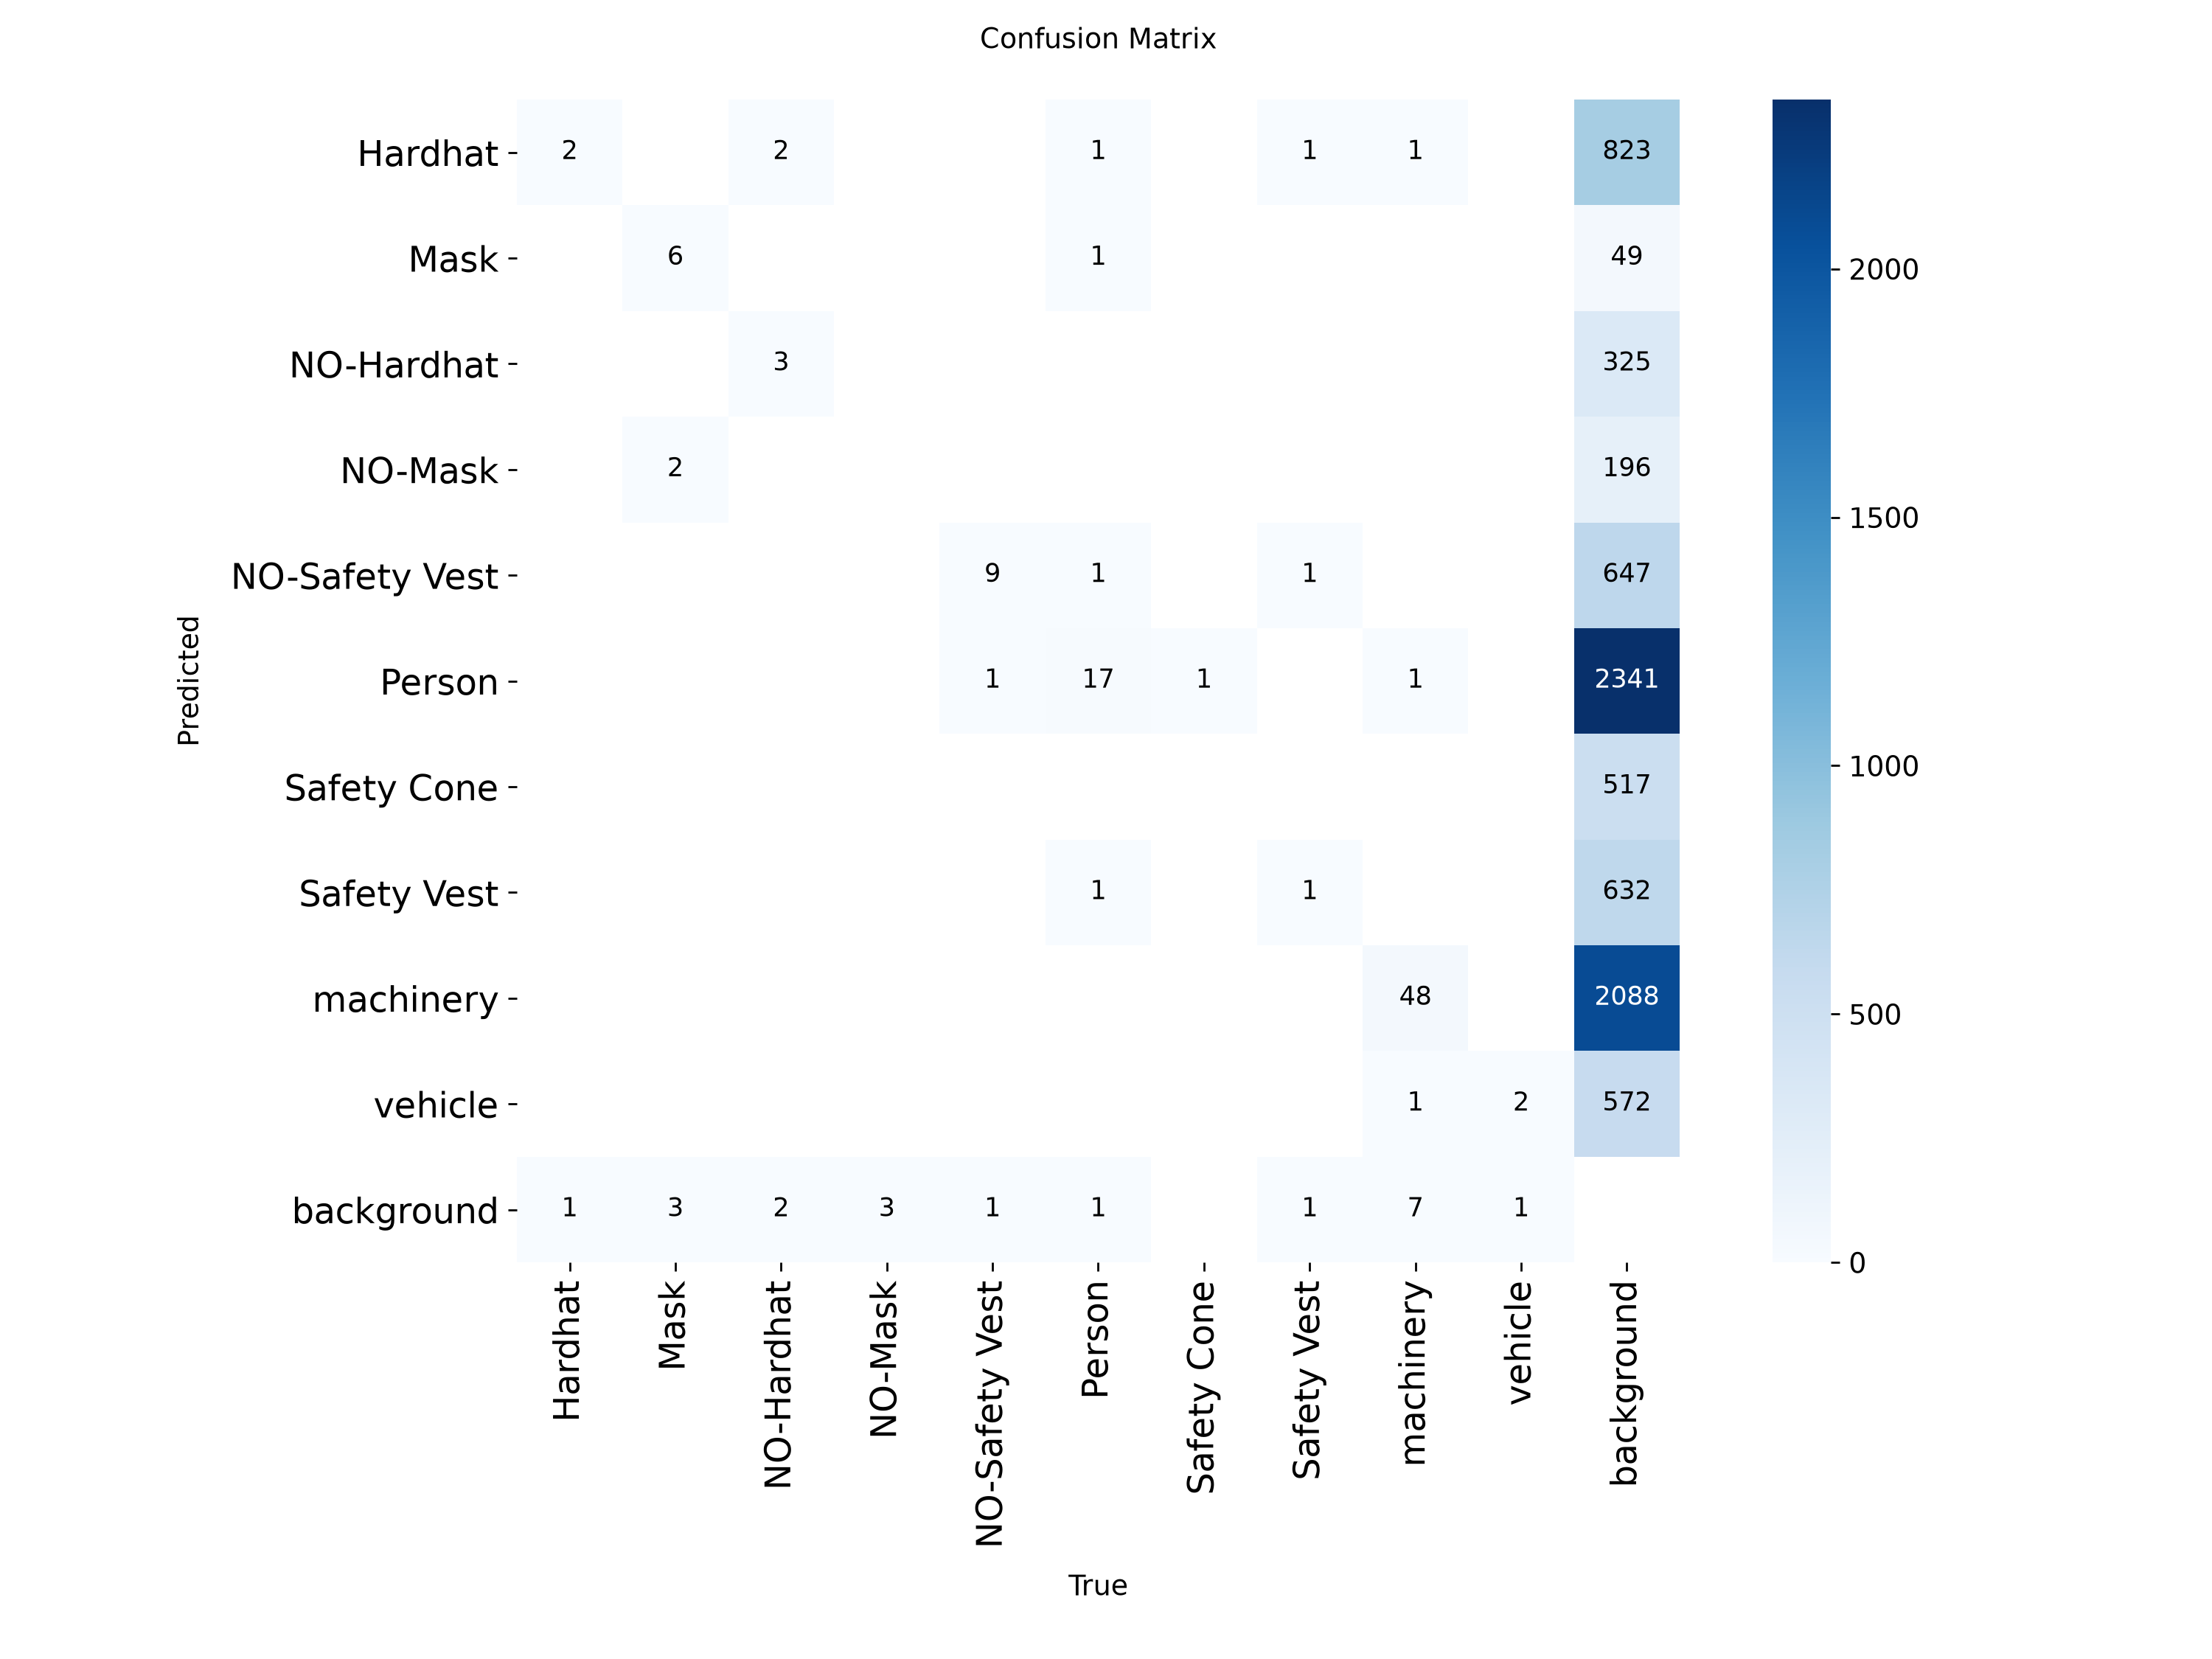 Confusion Matrix
Hardhat 2 2 1 1 1 823
Mask 6 1 49
NO-Hardhat 3 325
NO-Mask 2 196
NO-Safety Vest 9 1 1 647
Person 1 17 1 1 2341
Safety Cone 517
Safety Vest 1 1 632
machinery 48 2088
vehicle 1 2 572
background 1 3 2 3 1 1 1 7 1
Predicted
Hardhat
Mask
NO-Hardhat
NO-Mask
NO-Safety Vest
Person
Safety Cone
Safety Vest
machinery
vehicle
background
True
2000
1500
1000
500
0